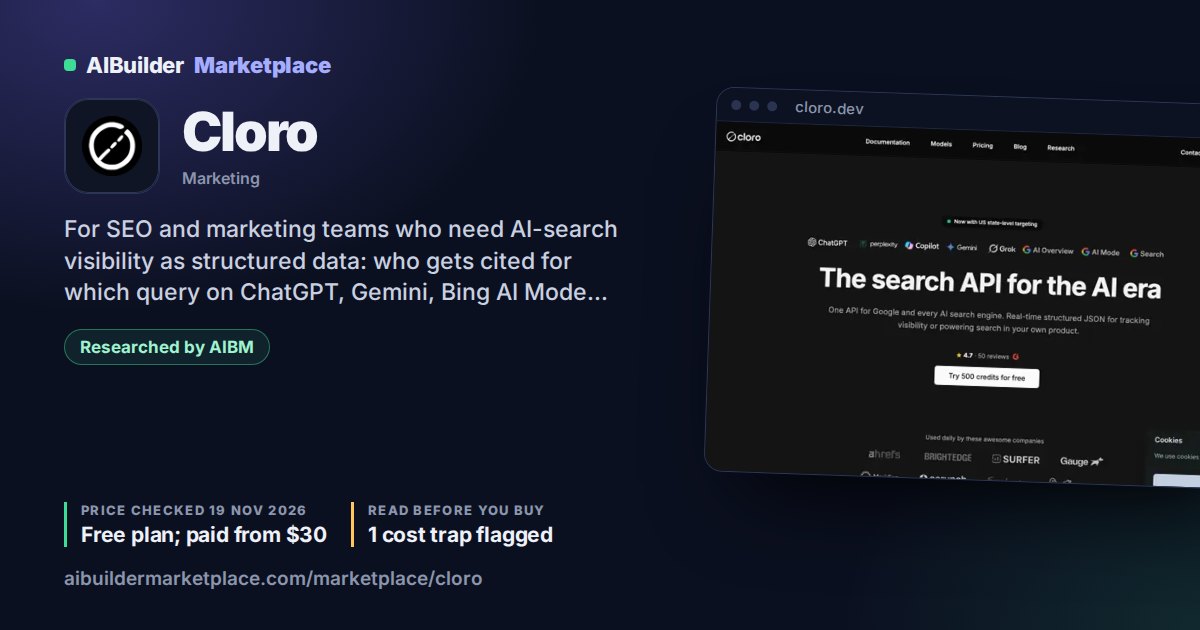 AIBuilder Marketplace
Cloro
Marketing
For SEO and marketing teams who need AI-search
visibility as structured data: who gets cited for
which query on ChatGPT, Gemini, Bing AI Mode...
Researched by AIBM
PRICE CHECKED 19 NOV 2026
Free plan; paid from $30
READ BEFORE YOU BUY
1 cost trap flagged
aibuildermarketplace.com/marketplace/cloro
cloro.dev
cloro
Documentation Models Pricing Blog Research
Now with US state-level targeting
ChatGPT perplexity Copilot Gemini Grok AI Overview AI Mode Search
The search API for the AI era
One API for Google and every AI search engine. Real-time structured JSON for tracking
visibility or powering search in your own product.
4.7 · 50 reviews
Try 500 credits for free
Used daily by these awesome companies
ahrefs BRIGHTEDGE SURFER Gauge
Cookies
We use cookies